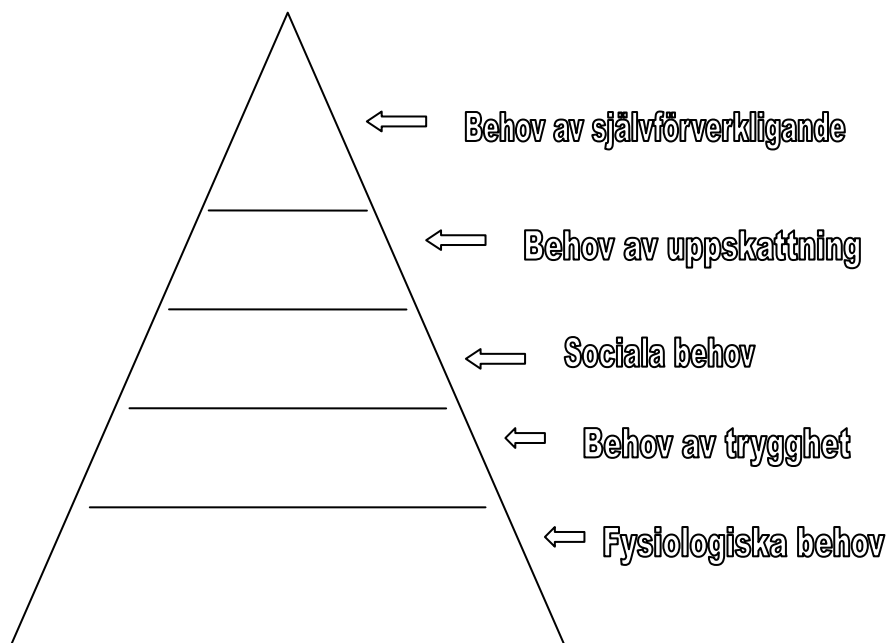 Behov av självförverkligande
Behov av uppskattning
Sociala behov
Behov av trygghet
Fysiologiska behov